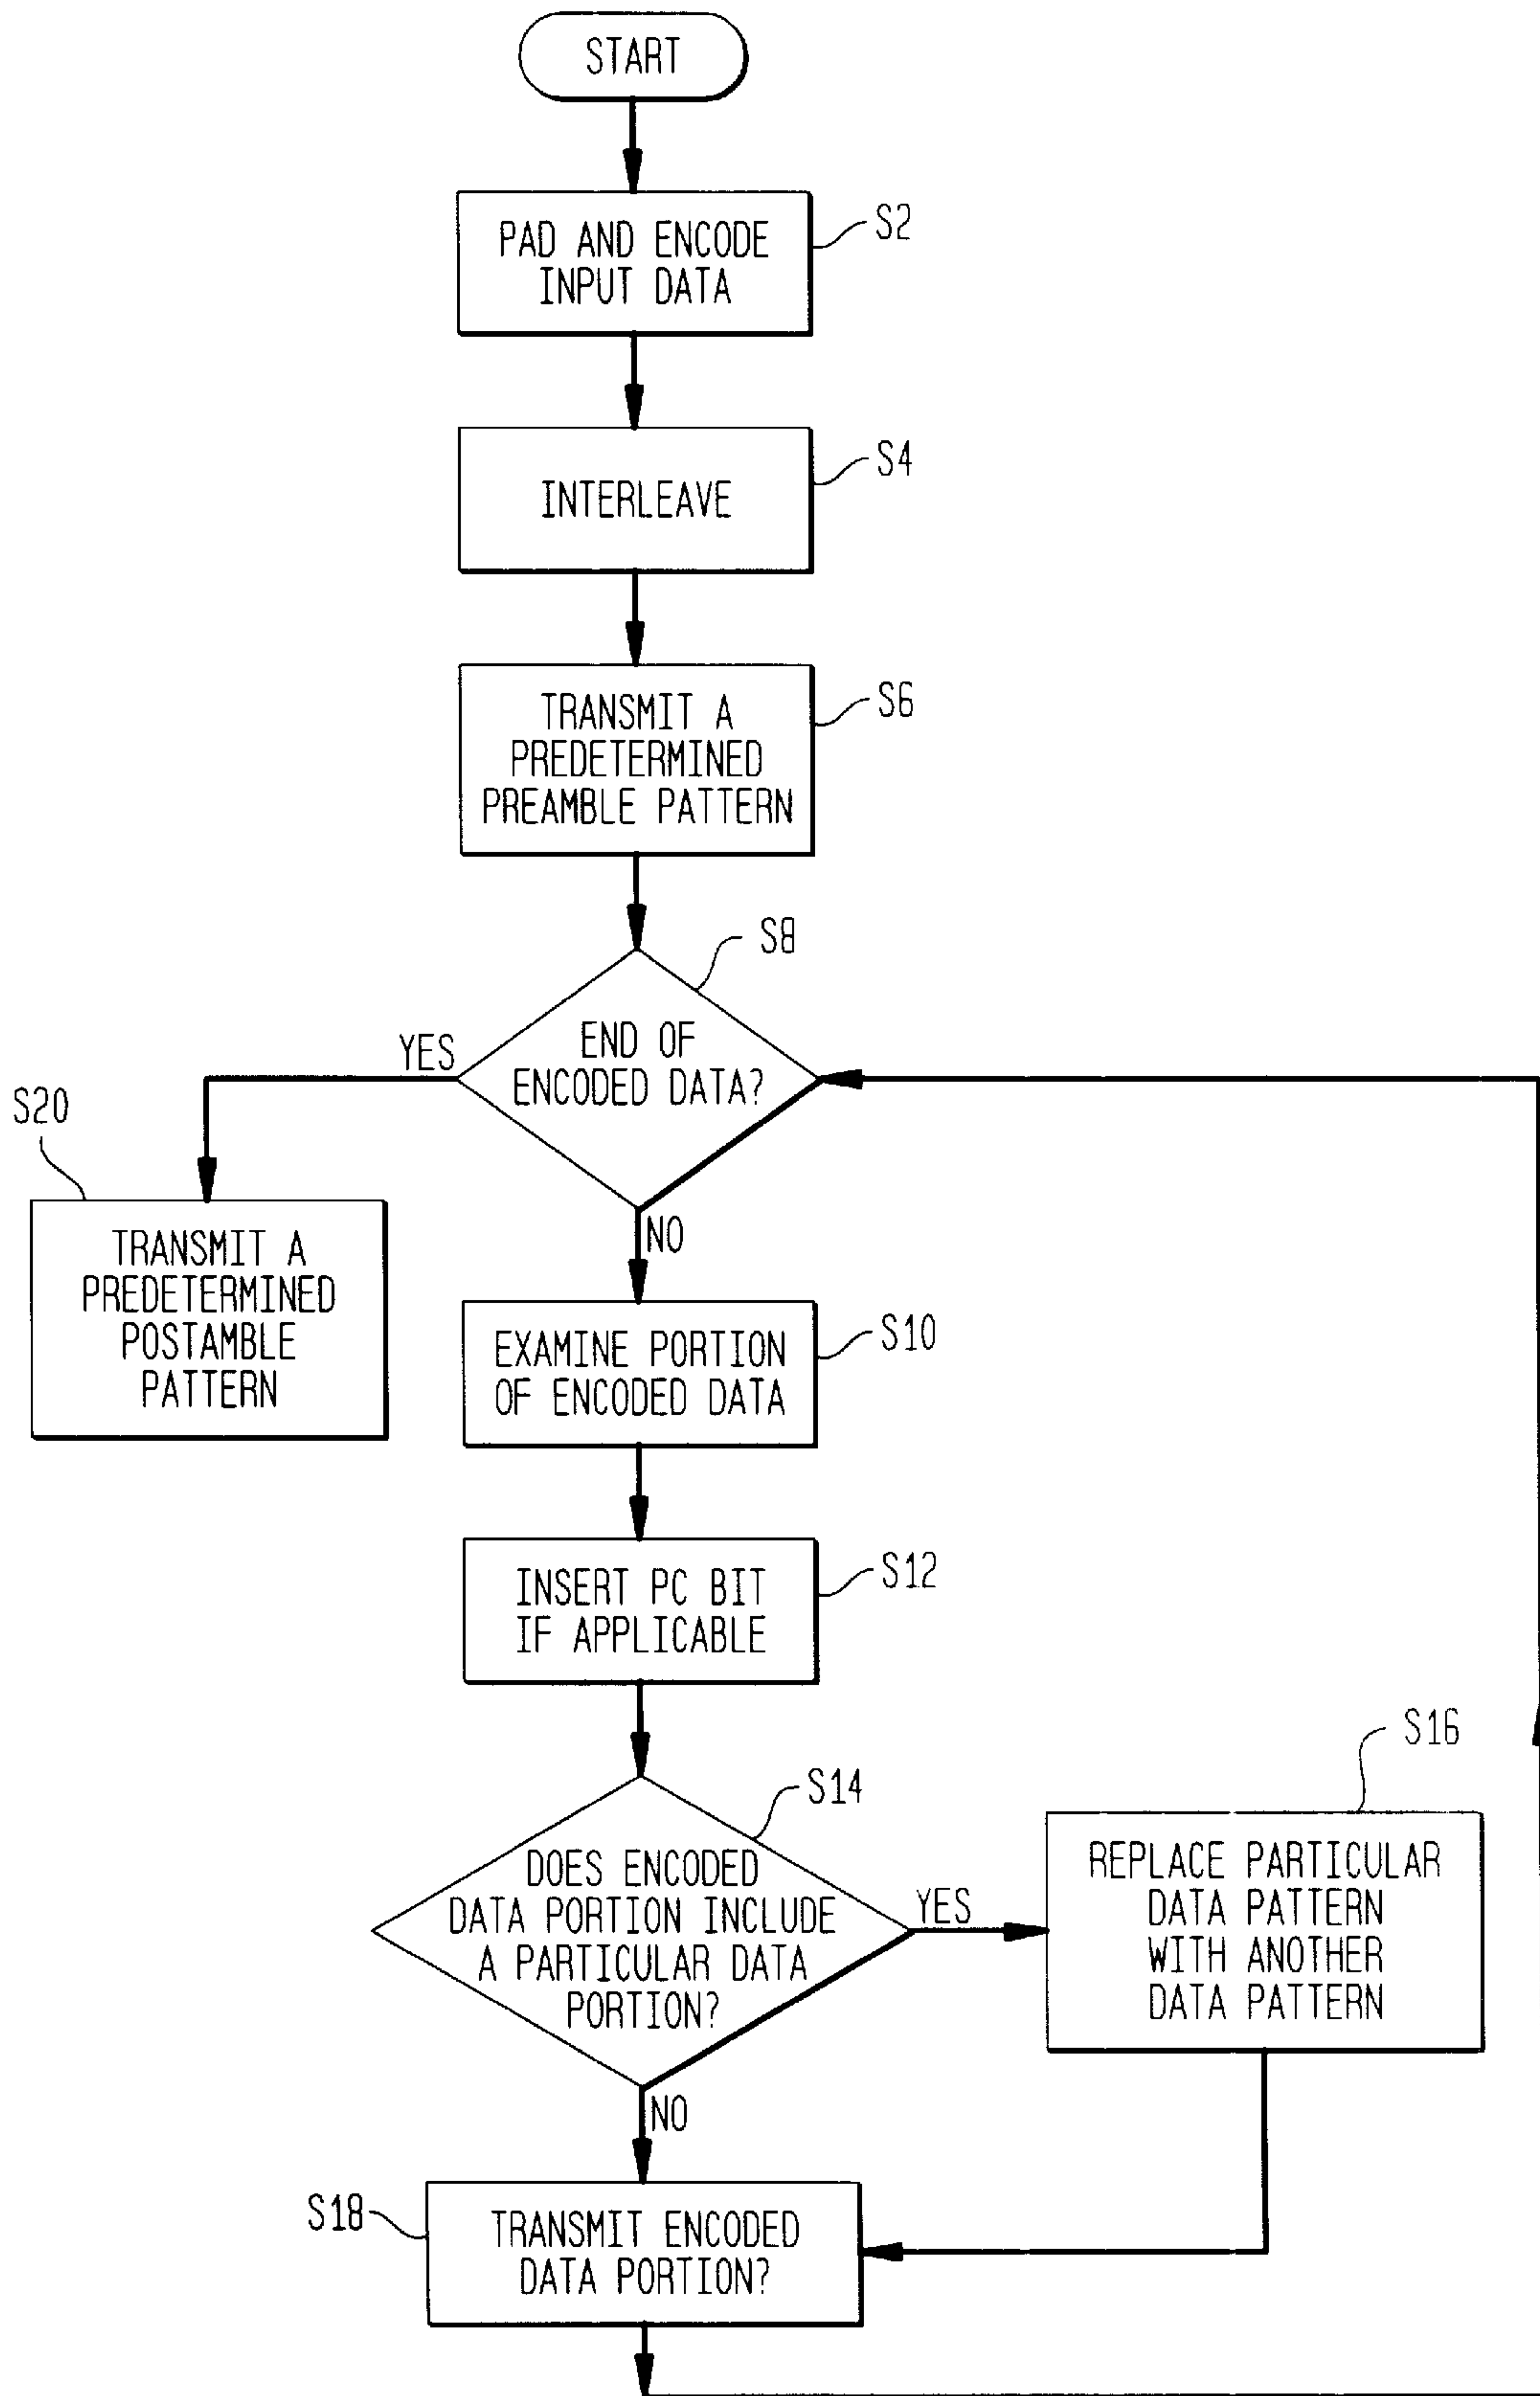 START
PAD AND ENCODE
INPUT DATA
S2
INTERLEAVE
S4
TRANSMIT A
PREDETERMINED
PREAMBLE PATTERN
S6
END OF
ENCODED DATA?
S8
YES
NO
S20
TRANSMIT A
PREDETERMINED
POSTAMBLE
PATTERN
EXAMINE PORTION
OF ENCODED DATA
S10
INSERT PC BIT
IF APPLICABLE
S12
DOES ENCODED
DATA PORTION INCLUDE
A PARTICULAR DATA
PORTION?
S14
YES
NO
S16
REPLACE PARTICULAR
DATA PATTERN
WITH ANOTHER
DATA PATTERN
S18
TRANSMIT ENCODED
DATA PORTION?